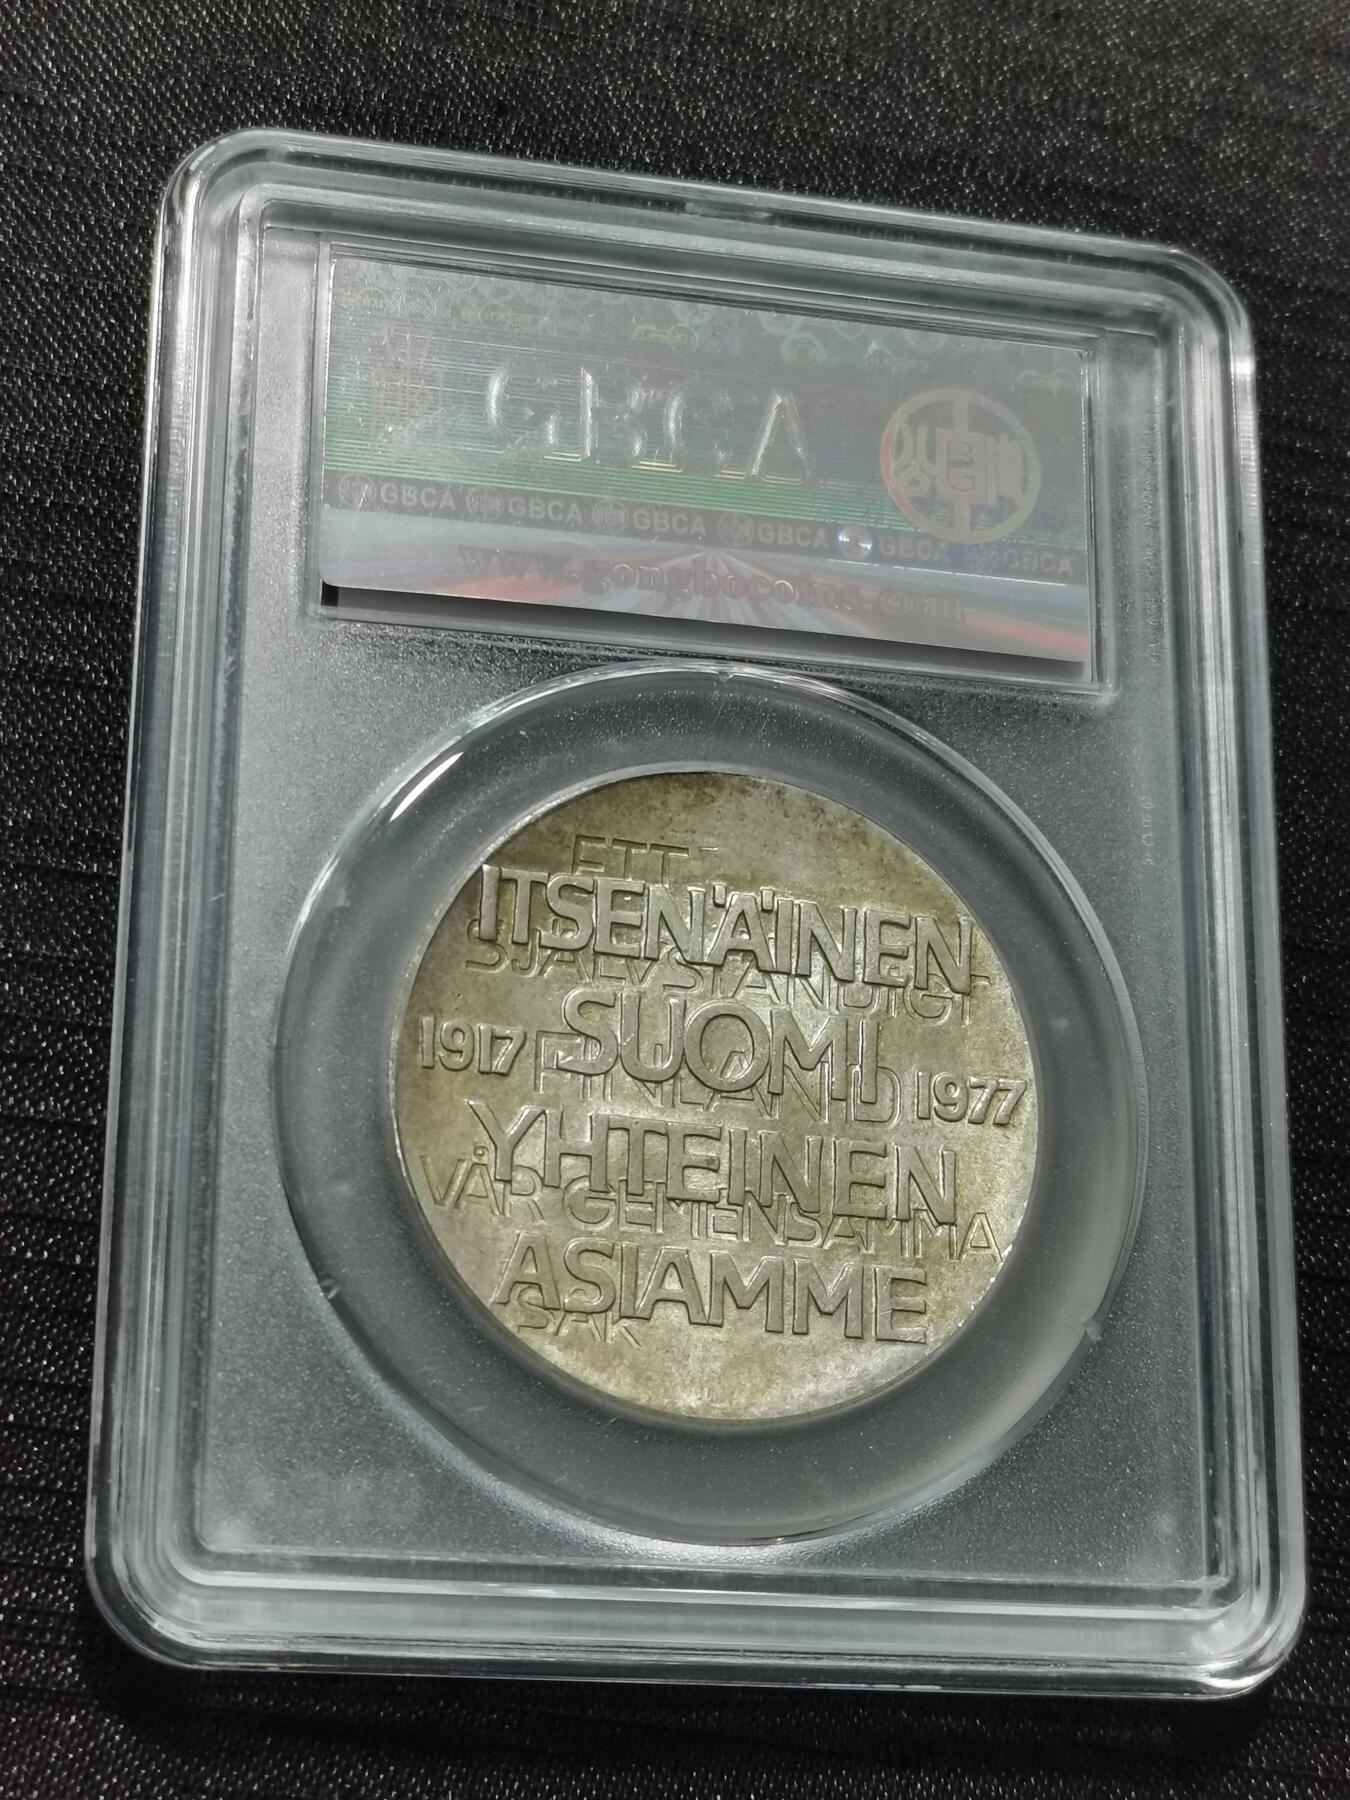 GBCA
GBCA GBCA GBCA GBCA GBCA GBCA
www.gongbocoins.com
ETT
ITSENÄINEN
SJÄLVSTÄNDIGT
SUOMI
1917 FINLAND 1977
YHTEINEN
VÅR GEMENSAMMA
ASIAMME
SAK